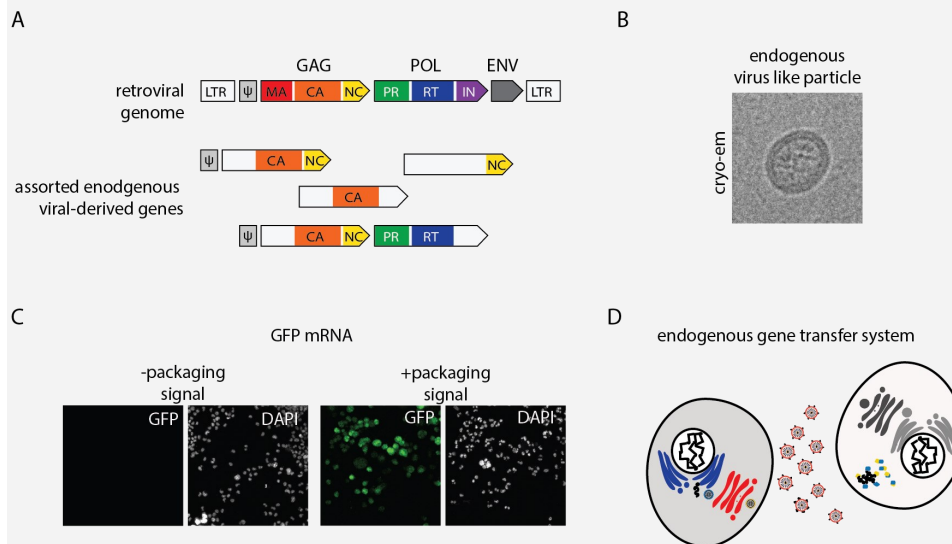 A
GAG POL ENV
retroviral
genome
LTR ψ MA CA NC PR RT IN LTR
assorted enodgenous
viral-derived genes
ψ CA NC
NC
CA
ψ CA NC PR RT
B
endogenous
virus like particle
cryo-em
C
GFP mRNA
-packaging
signal
+packaging
signal
GFP DAPI GFP DAPI
D
endogenous gene transfer system